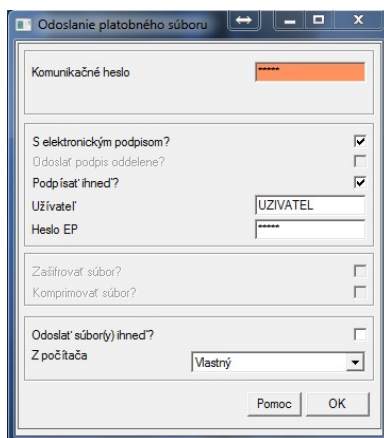 Odoslanie platobného súboru
Komunikačné heslo *****
S elektronickým podpisom?
Odoslať podpis oddelene?
Podpísať ihneď?
Užívateľ UZIVATEL
Heslo EP *****
Zašifrovať súbor?
Komprimovať súbor?
Odoslať súbor(y) ihneď?
Z počítača Vlastný
Pomoc OK